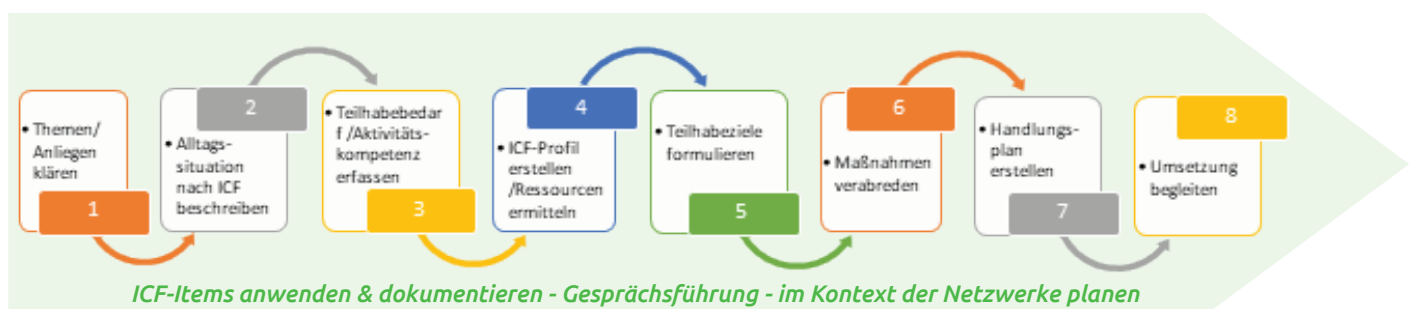 • Themen/
Anliegen
klären
1
2
• Alltags-
situation
nach ICF
beschreiben
• Teilhabebedar
f /Aktivitäts-
kompetenz
erfassen
3
4
• ICF-Profil
erstellen
/Ressourcen
ermitteln
• Teilhabeziele
formulieren
5
6
• Maßnahmen
verabreden
• Handlungs-
plan
erstellen
7
8
• Umsetzung
begleiten
ICF-Items anwenden & dokumentieren - Gesprächsführung - im Kontext der Netzwerke planen